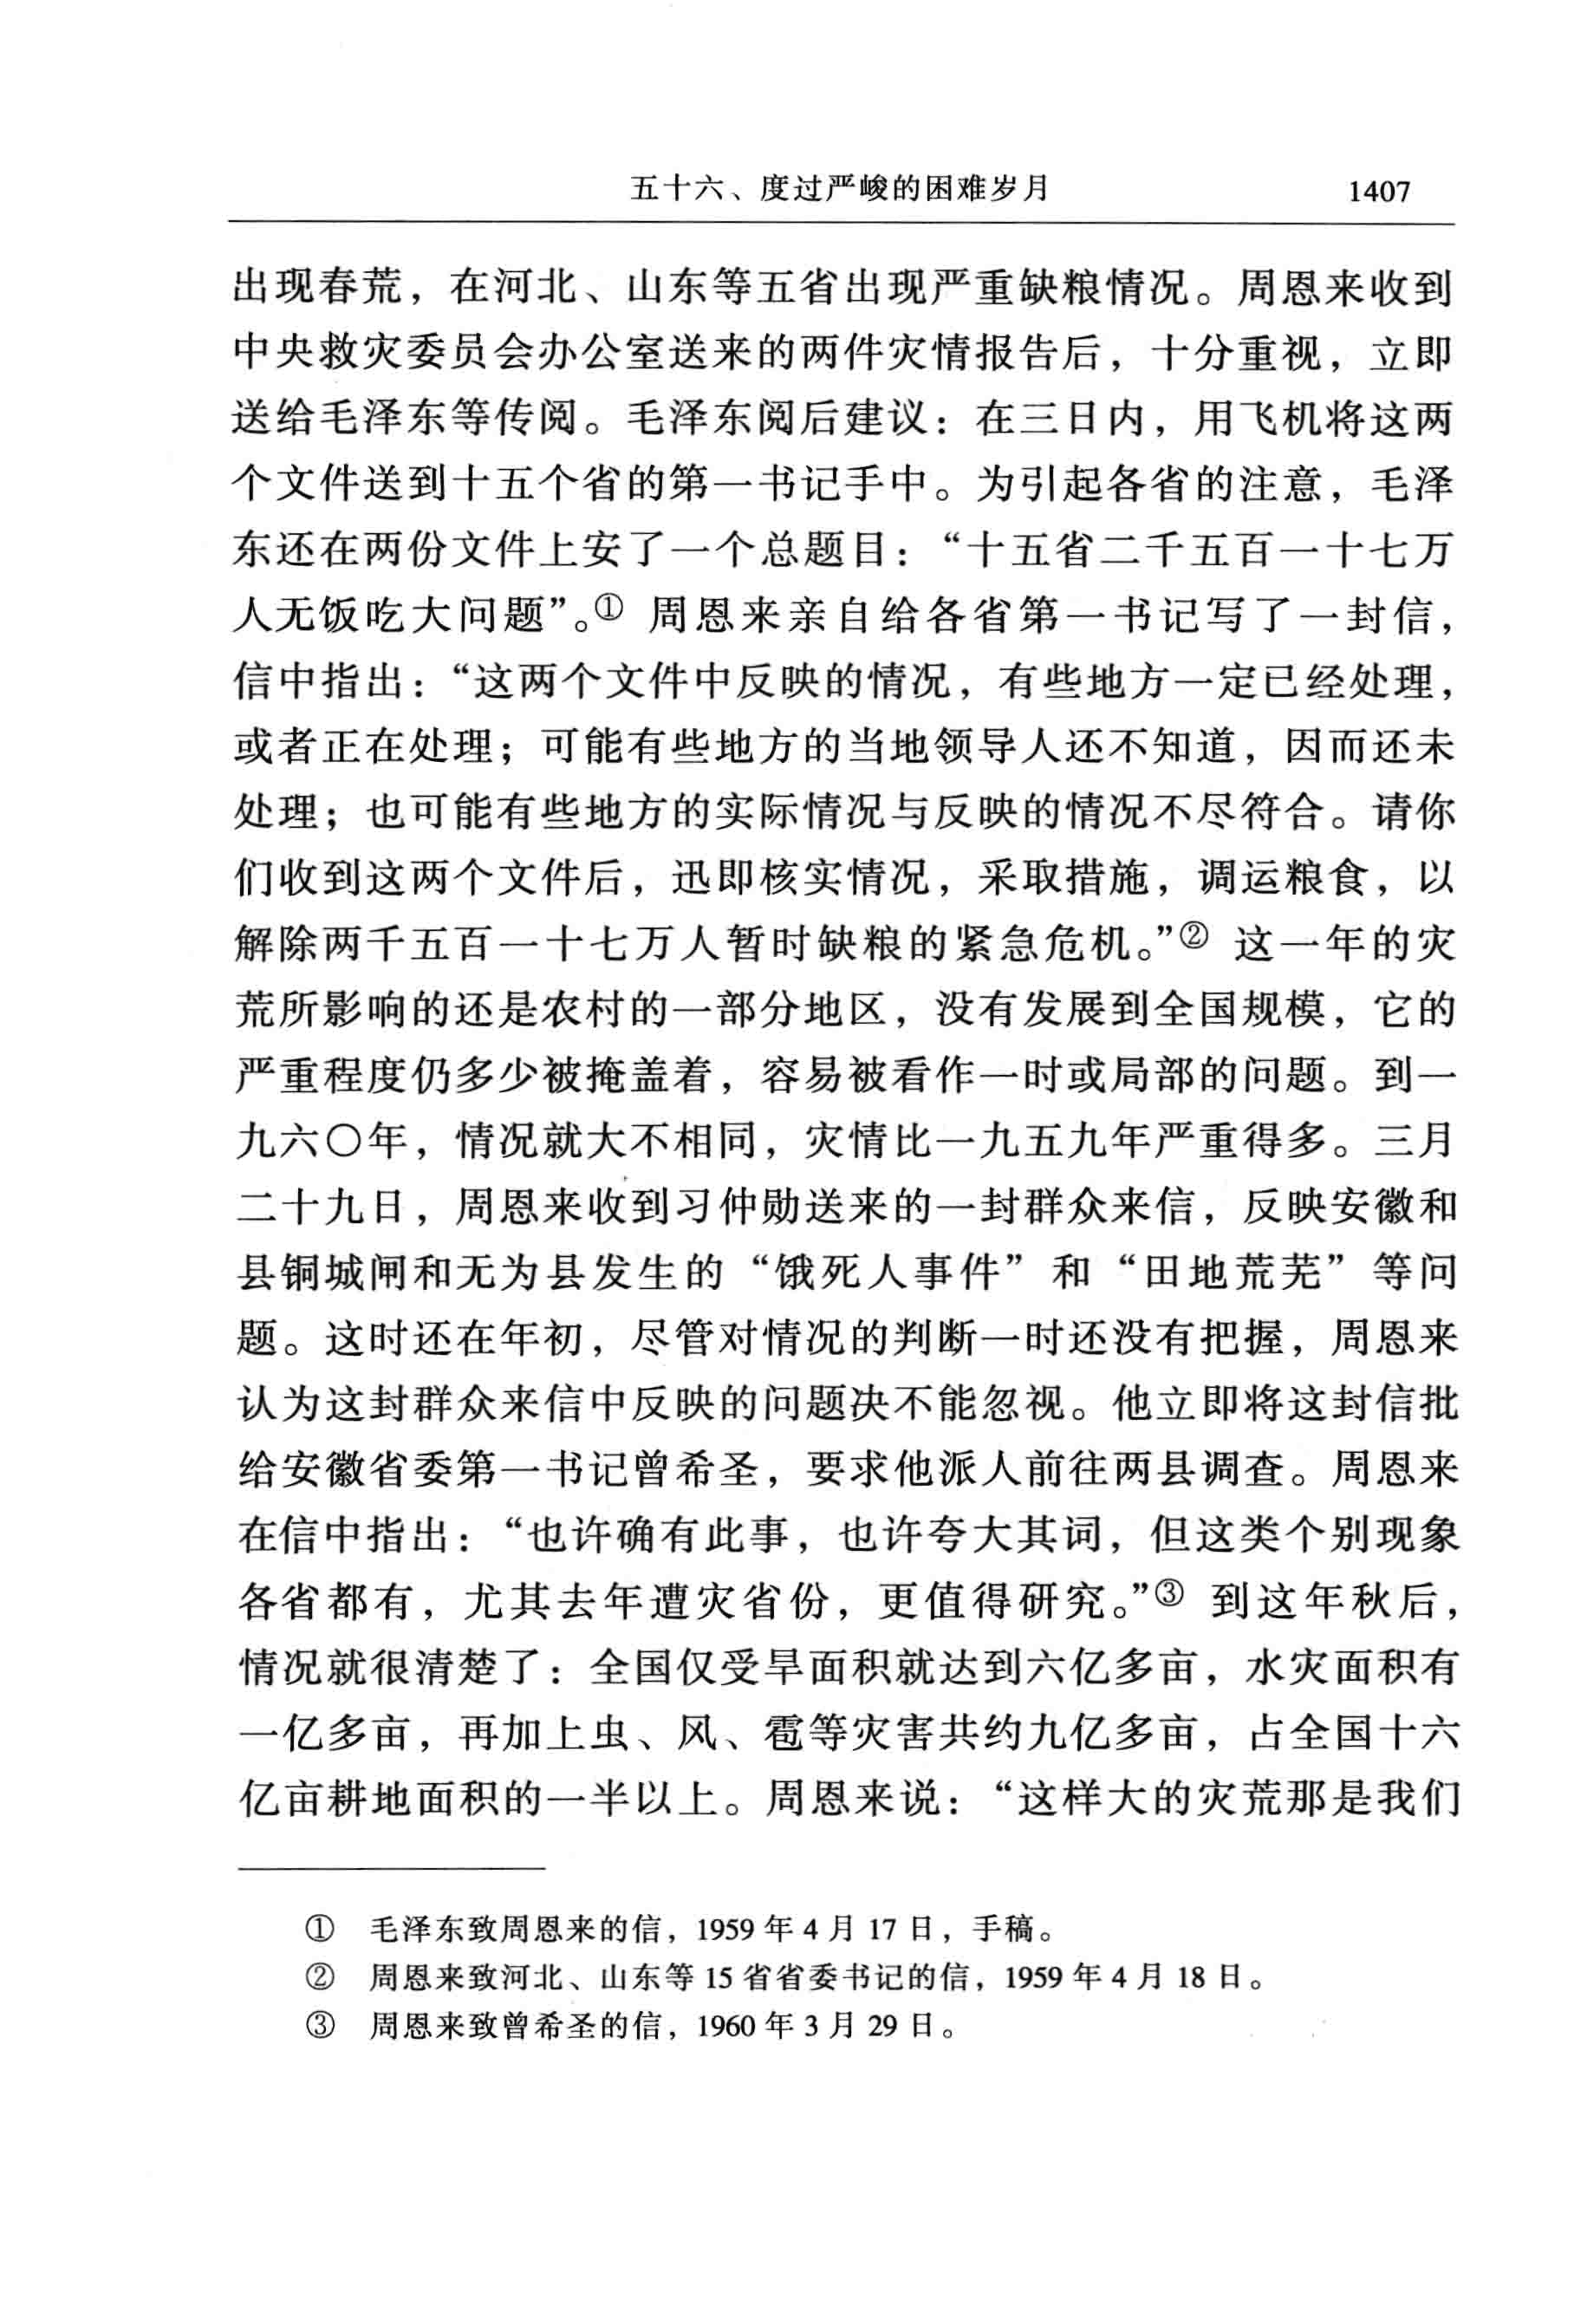 五十六、度过严峻的困难岁月 1407
出现春荒，在河北、山东等五省出现严重缺粮情况。周恩来收到
中央救灾委员会办公室送来的两件灾情报告后，十分重视，立即
送给毛泽东等传阅。毛泽东阅后建议：在三日内，用飞机将这两
个文件送到十五个省的第一书记手中。为引起各省的注意，毛泽
东还在两份文件上安了一个总题目：“十五省二千五百一十七万
人无饭吃大问题”。① 周恩来亲自给各省第一书记写了一封信，
信中指出：“这两个文件中反映的情况，有些地方一定已经处理，
或者正在处理；可能有些地方的当地领导人还不知道，因而还未
处理；也可能有些地方的实际情况与反映的情况不尽符合。请你
们收到这两个文件后，迅即核实情况，采取措施，调运粮食，以
解除两千五百一十七万人暂时缺粮的紧急危机。”② 这一年的灾
荒所影响的还是农村的一部分地区，没有发展到全国规模，它的
严重程度仍多少被掩盖着，容易被看作一时或局部的问题。到一
九六〇年，情况就大不相同，灾情比一九五九年严重得多。三月
二十九日，周恩来收到习仲勋送来的一封群众来信，反映安徽和
县铜城闸和无为县发生的“饿死人事件”和“田地荒芜”等问
题。这时还在年初，尽管对情况的判断一时还没有把握，周恩来
认为这封群众来信中反映的问题决不能忽视。他立即将这封信批
给安徽省委第一书记曾希圣，要求他派人前往两县调查。周恩来
在信中指出：“也许确有此事，也许夸大其词，但这类个别现象
各省都有，尤其去年遭灾省份，更值得研究。”③ 到这年秋后，
情况就很清楚了：全国仅受旱面积就达到六亿多亩，水灾面积有
一亿多亩，再加上虫、风、雹等灾害共约九亿多亩，占全国十六
亿亩耕地面积的一半以上。周恩来说：“这样大的灾荒那是我们
① 毛泽东致周恩来的信，1959 年 4 月 17 日，手稿。
② 周恩来致河北、山东等 15 省省委书记的信，1959 年 4 月 18 日。
③ 周恩来致曾希圣的信，1960 年 3 月 29 日。